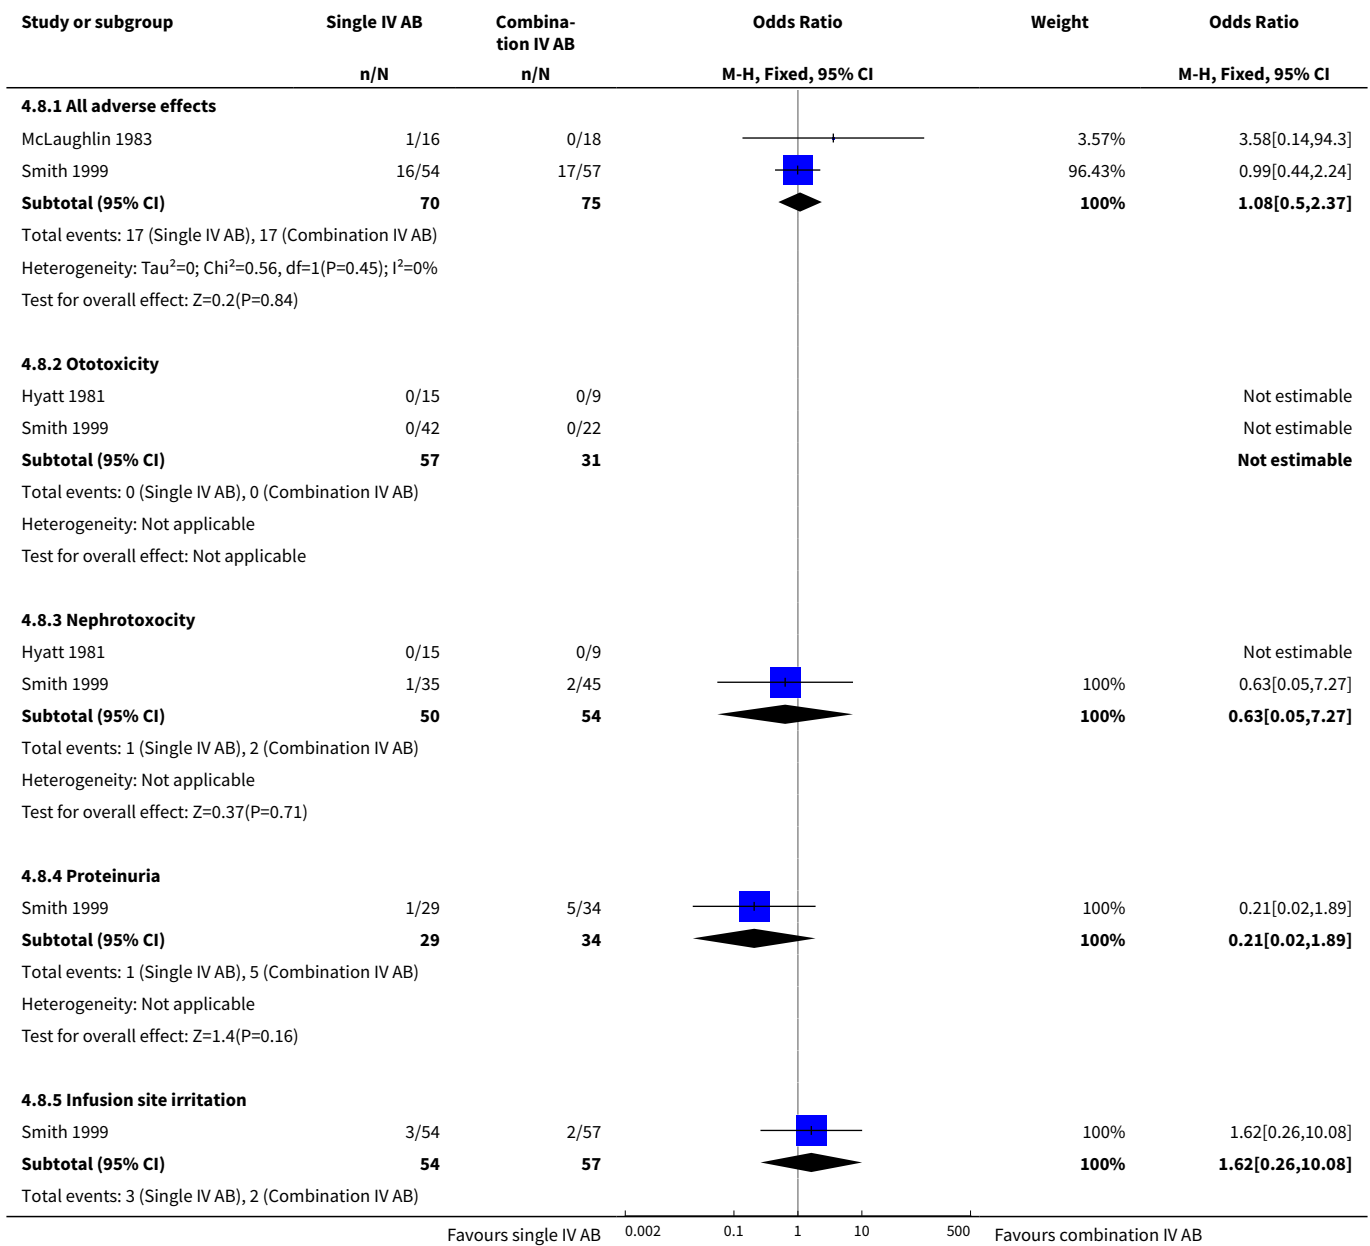 Study or subgroup Single IV AB Combina- Odds Ratio Weight Odds Ratio
tion IV AB
n/N n/N M-H, Fixed, 95% CI M-H, Fixed, 95% CI
4.8.1 All adverse effects
McLaughlin 1983 1/16 0/18 3.57% 3.58[0.14,94.3]
Smith 1999 16/54 17/57 96.43% 0.99[0.44,2.24]
Subtotal (95% CI) 70 75 100% 1.08[0.5,2.37]
Total events: 17 (Single IV AB), 17 (Combination IV AB)
Heterogeneity: Tau²=0; Chi²=0.56, df=1(P=0.45); I²=0%
Test for overall effect: Z=0.2(P=0.84)
4.8.2 Ototoxicity
Hyatt 1981 0/15 0/9 Not estimable
Smith 1999 0/42 0/22 Not estimable
Subtotal (95% CI) 57 31 Not estimable
Total events: 0 (Single IV AB), 0 (Combination IV AB)
Heterogeneity: Not applicable
Test for overall effect: Not applicable
4.8.3 Nephrotoxocity
Hyatt 1981 0/15 0/9 Not estimable
Smith 1999 1/35 2/45 100% 0.63[0.05,7.27]
Subtotal (95% CI) 50 54 100% 0.63[0.05,7.27]
Total events: 1 (Single IV AB), 2 (Combination IV AB)
Heterogeneity: Not applicable
Test for overall effect: Z=0.37(P=0.71)
4.8.4 Proteinuria
Smith 1999 1/29 5/34 100% 0.21[0.02,1.89]
Subtotal (95% CI) 29 34 100% 0.21[0.02,1.89]
Total events: 1 (Single IV AB), 5 (Combination IV AB)
Heterogeneity: Not applicable
Test for overall effect: Z=1.4(P=0.16)
4.8.5 Infusion site irritation
Smith 1999 3/54 2/57 100% 1.62[0.26,10.08]
Subtotal (95% CI) 54 57 100% 1.62[0.26,10.08]
Total events: 3 (Single IV AB), 2 (Combination IV AB)
Favours single IV AB 0.002 0.1 1 10 500 Favours combination IV AB